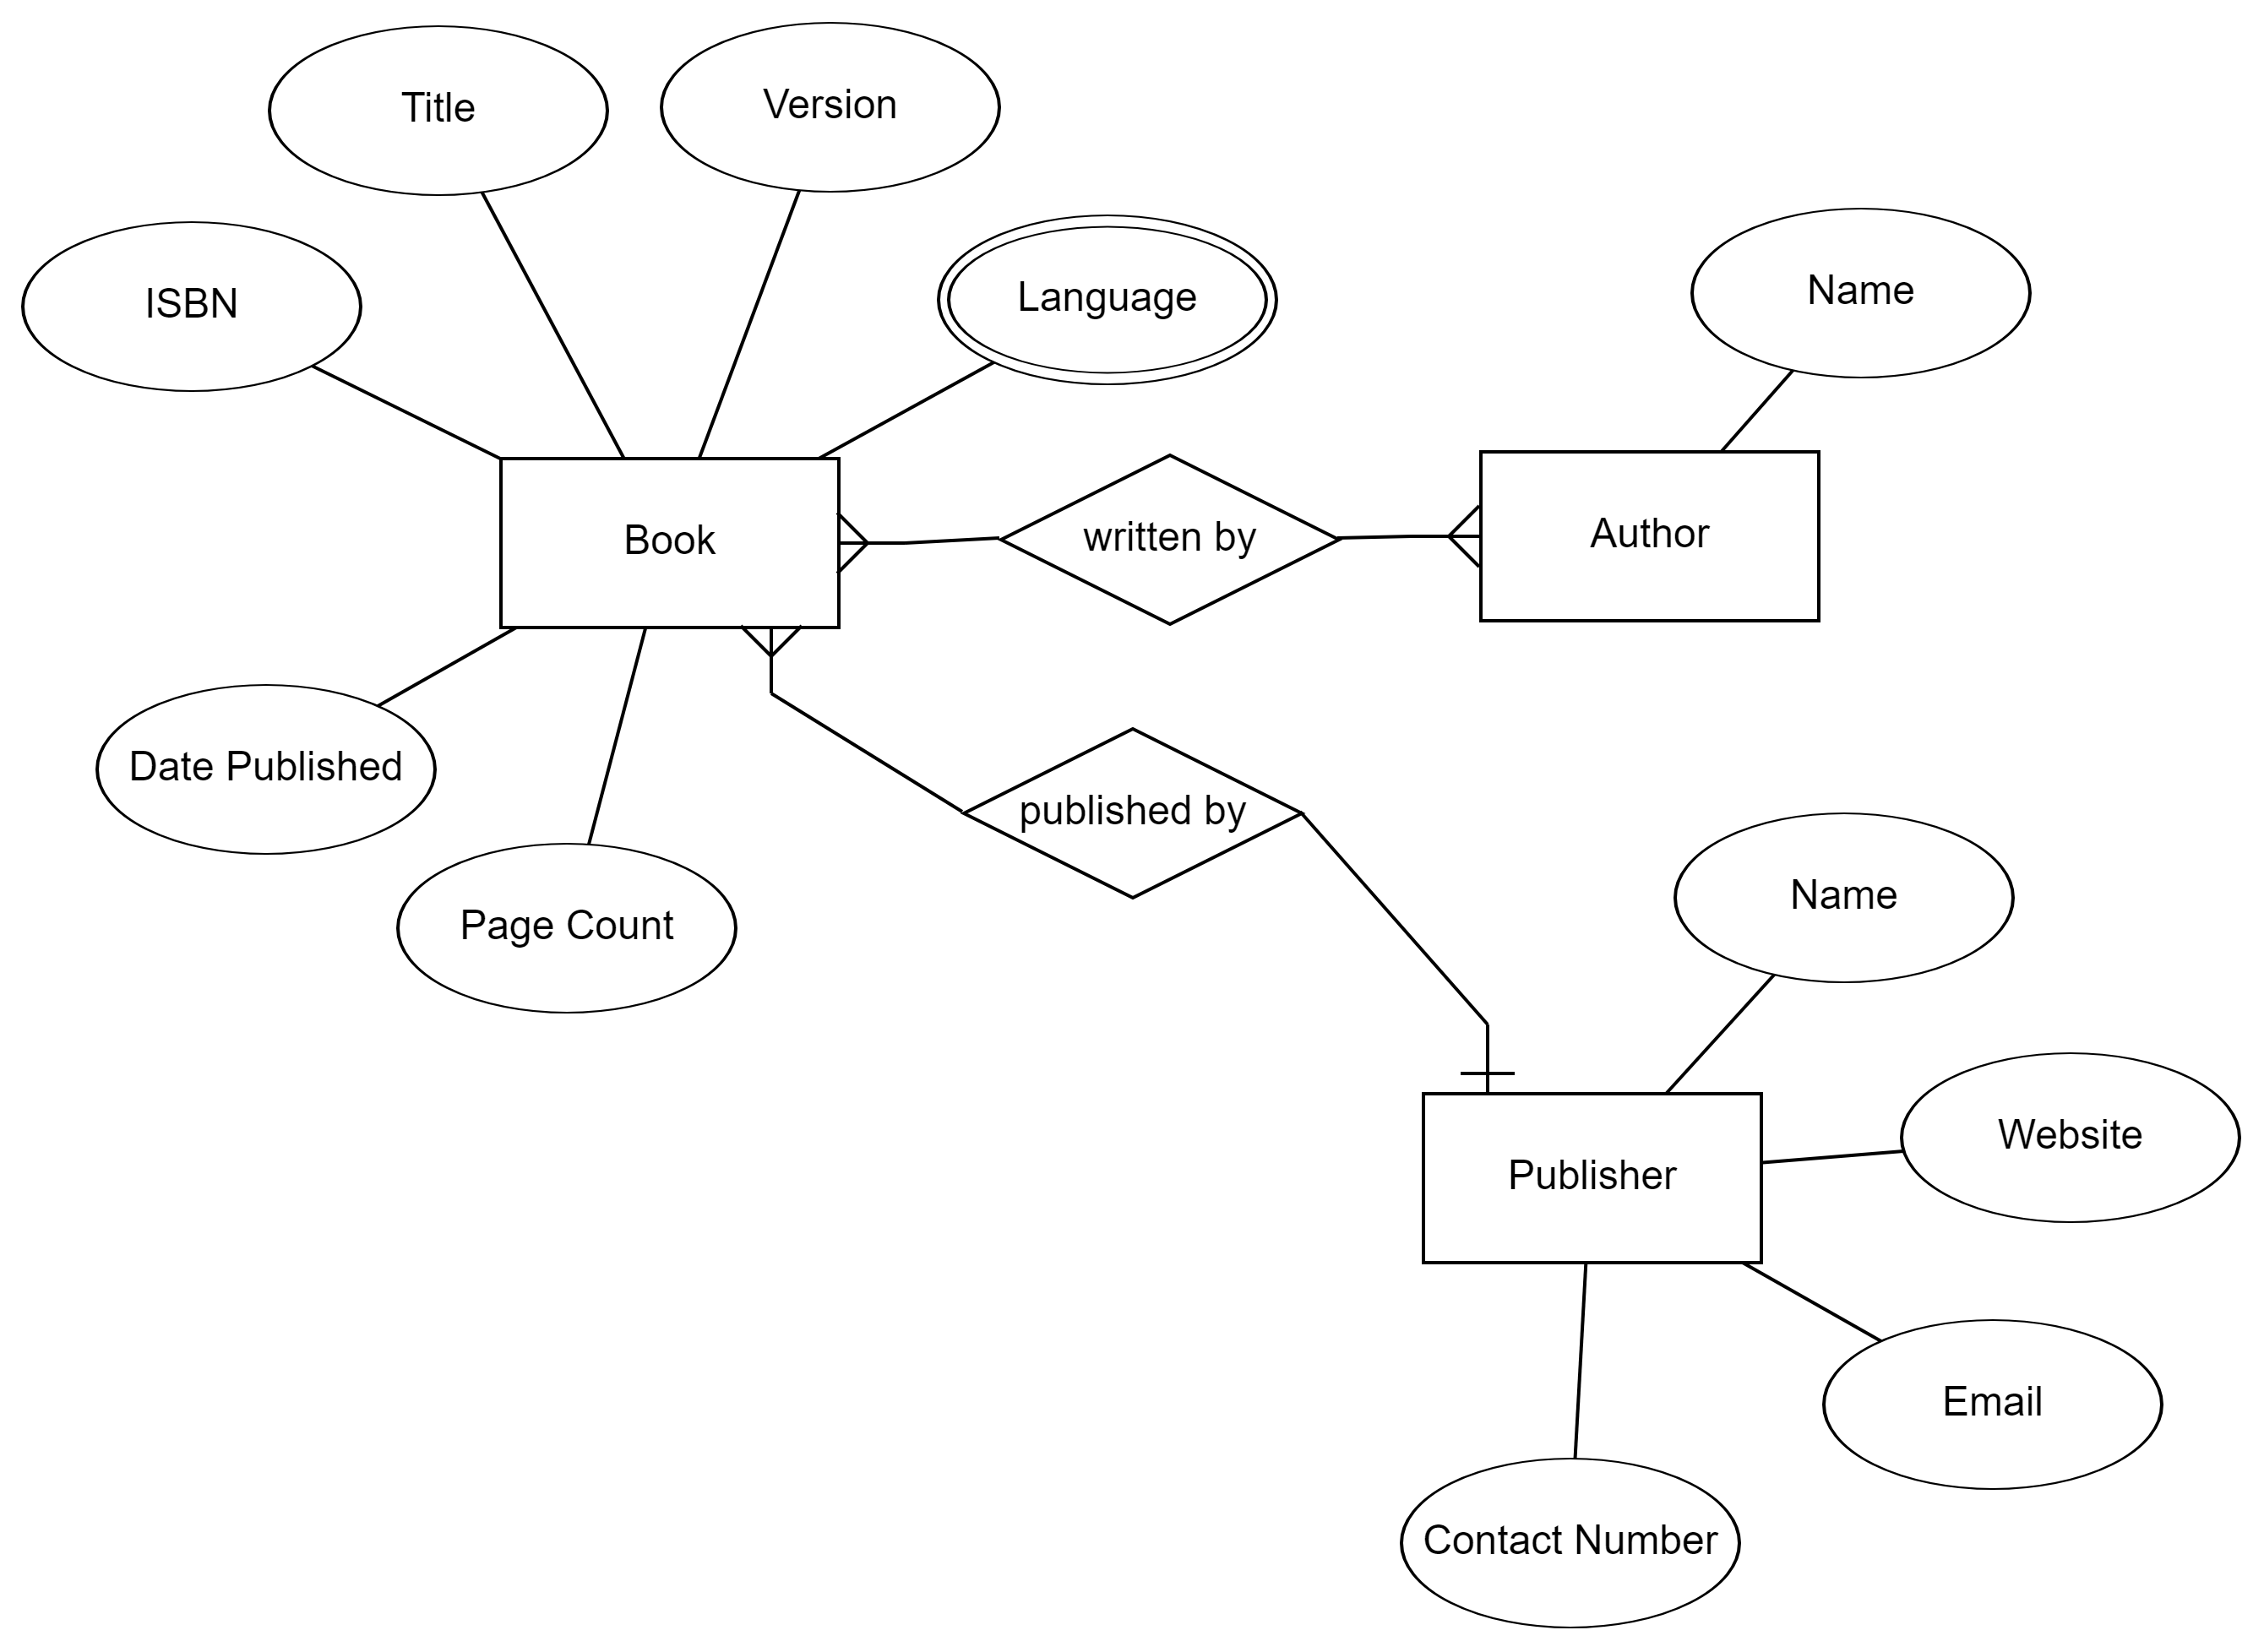 Title
Version
ISBN
Language
Name
Book
written by
Author
Date Published
published by
Page Count
Name
Website
Publisher
Email
Contact Number